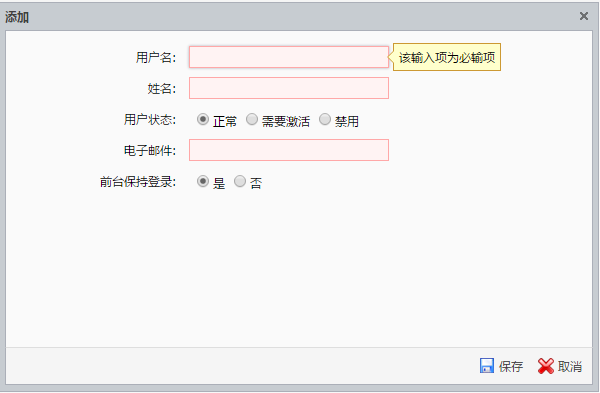 添加
用户名: 该输入项为必输项
姓名:
用户状态: 正常 需要激活 禁用
电子邮件:
前台保持登录: 是 否
保存 取消